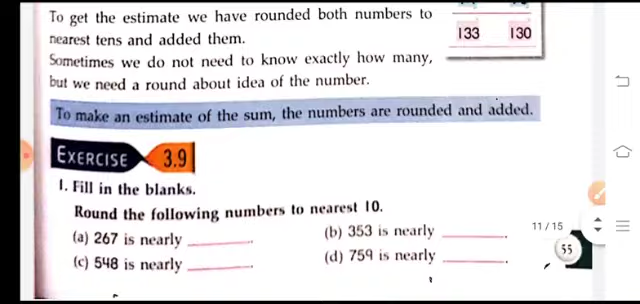 To get the estimate we have rounded both numbers to
nearest tens and added them.
133 130
Sometimes we do not need to know exactly how many,
but we need a round about idea of the number.
To make an estimate of the sum, the numbers are rounded and added.
EXERCISE 3.9
1. Fill in the blanks.
Round the following numbers to nearest 10.
(a) 267 is nearly ________. (b) 353 is nearly ________.
(c) 548 is nearly ________. (d) 759 is nearly ________.
11 / 15
55